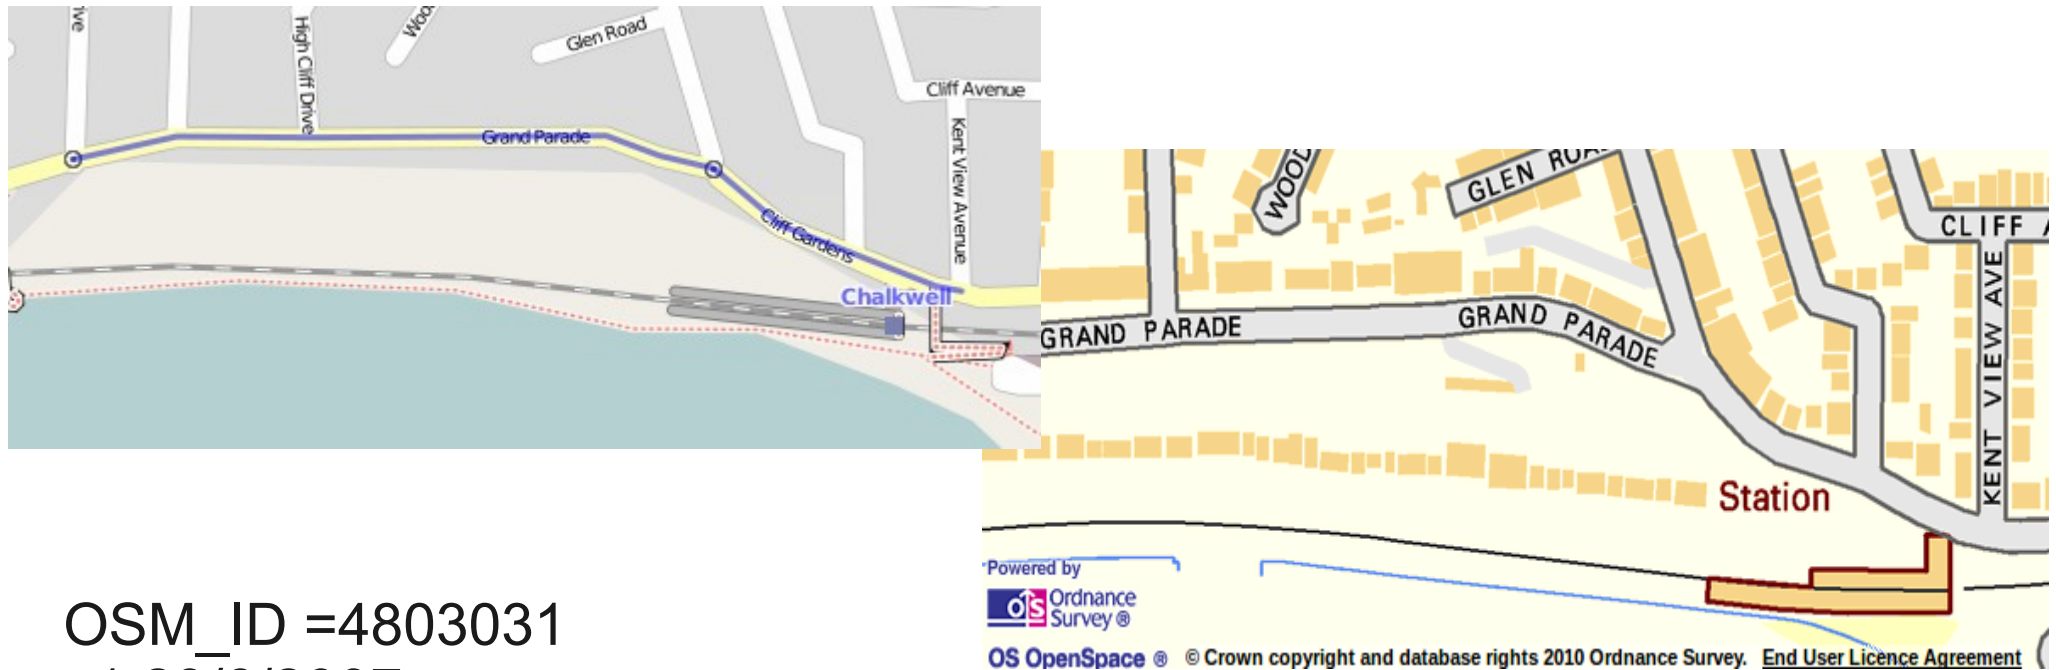 High Cliff Drive
Glen Road
Cliff Avenue
Grand Parade
Kent View Avenue
Cliff Gardens
Chalkwell
GLEN
CLIFF
GRAND PARADE
GRAND PARADE
KENT VIEW AVE
Station
Powered by
OS Ordnance
Survey ®
OS OpenSpace ® © Crown copyright and database rights 2010 Ordnance Survey. End User Licence Agreement
OSM_ID =4803031